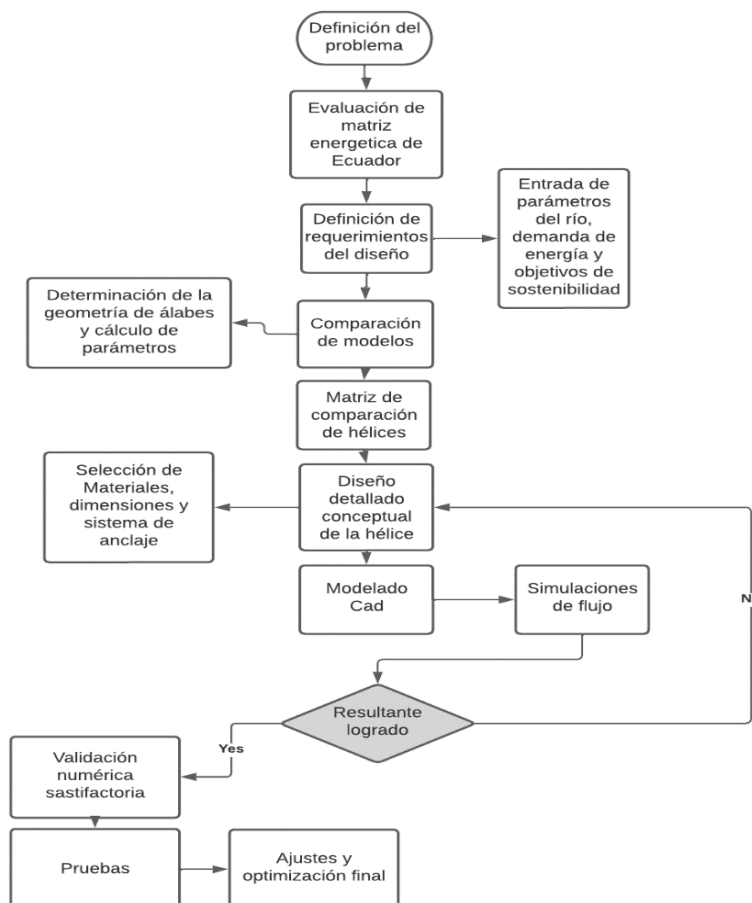 Definición del
problema
Evaluación de
matriz
energetica de
Ecuador
Definición de
requerimientos
del diseño
Entrada de
parámetros
del río,
demanda de
energía y
objetivos de
sostenibilidad
Determinación de la
geometría de álabes
y cálculo de
parámetros
Comparación
de modelos
Matriz de
comparación
de hélices
Selección de
Materiales,
dimensiones y
sistema de
anclaje
Diseño
detallado
conceptual
de la hélice
Modelado
Cad
Simulaciones
de flujo
N
Resultante
logrado
Yes
Validación
numérica
sastifactoria
Pruebas
Ajustes y
optimización final